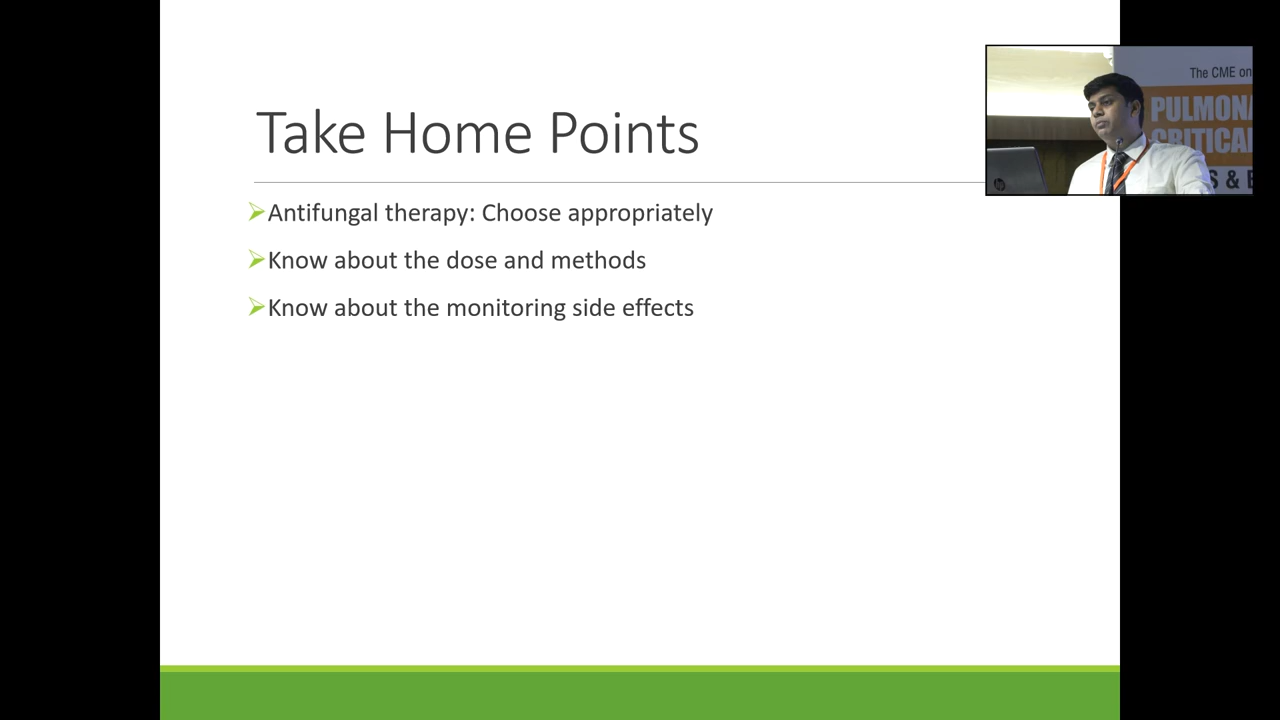 Take Home Points
Antifungal therapy: Choose appropriately
Know about the dose and methods
Know about the monitoring side effects
The CME on
PULMONA
CRITICAL
S & E
hp